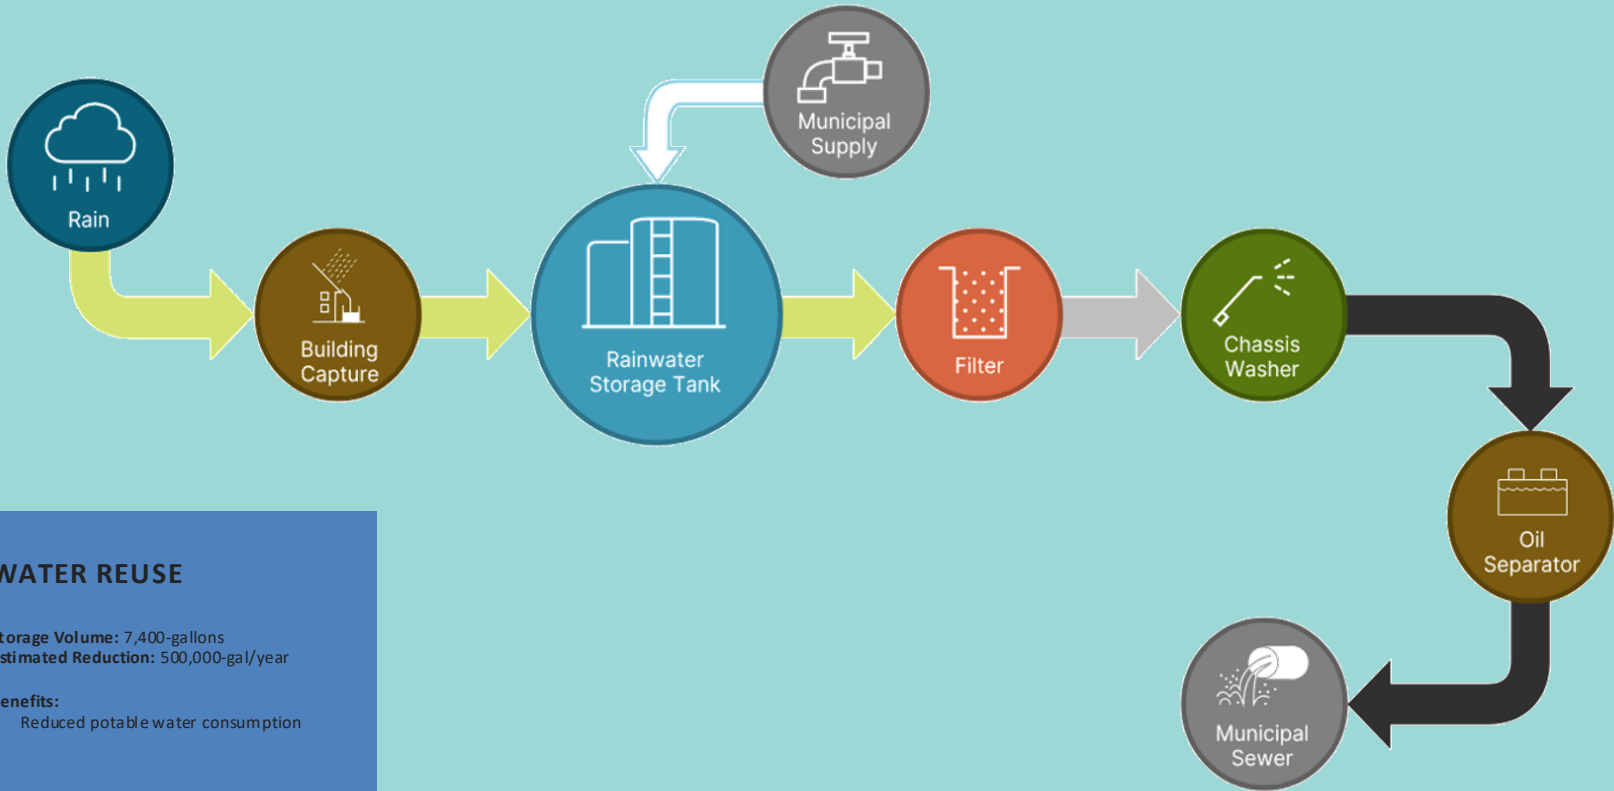 Municipal
Supply
Rain
Building
Capture
Rainwater
Storage Tank
Filter
Chassis
Washer
Oil
Separator
Municipal
Sewer
WATER REUSE
torage Volume: 7,400-gallons
stimated Reduction: 500,000-gal/year
enefits:
Reduced potable water consumption